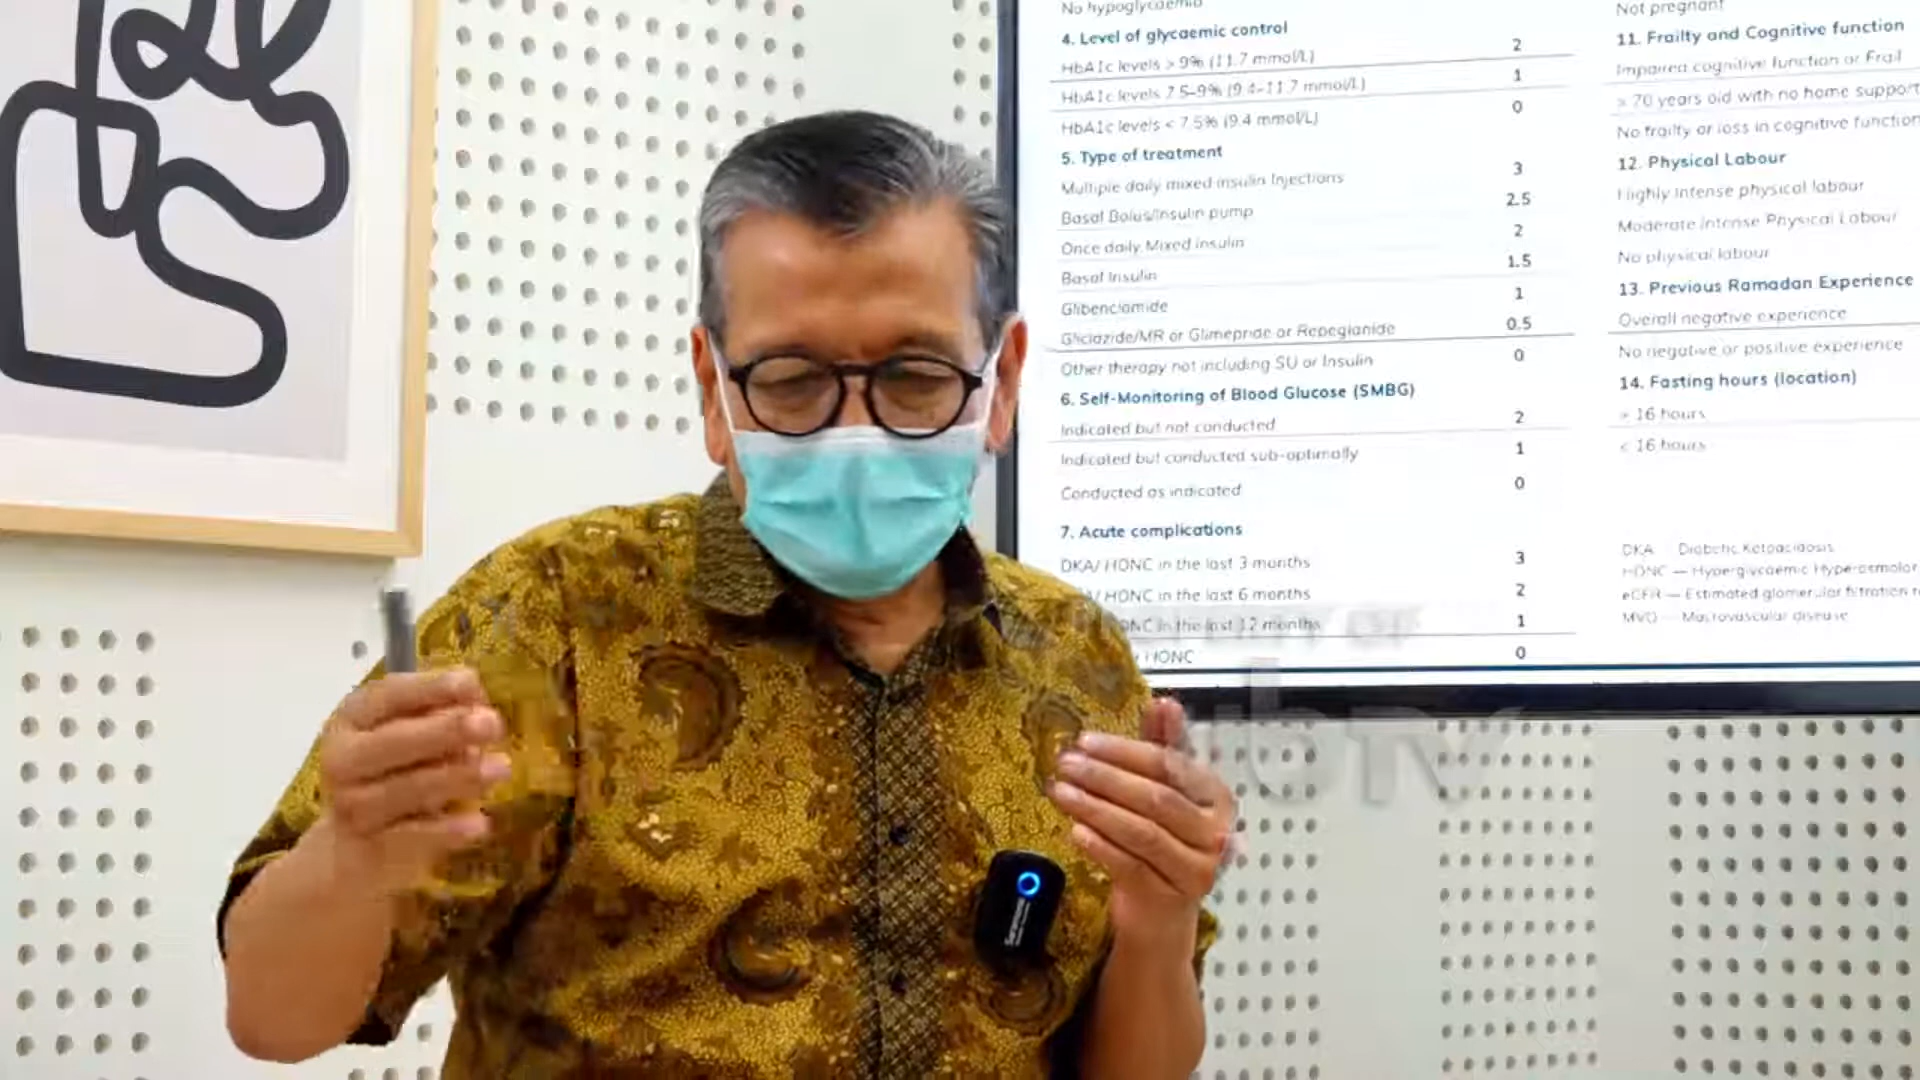 No hypoglycaemia
4. Level of glycaemic control
HbA1c levels > 9% (11.7 mmol/L) 2
HbA1c levels 7.5–9% (9.4–11.7 mmol/L) 1
HbA1c levels < 7.5% (9.4 mmol/L) 0
5. Type of treatment
Multiple daily mixed insulin Injections 3
Basal Bolus/Insulin pump 2.5
Once daily Mixed insulin 2
Basal Insulin 1.5
Glibenclamide 1
Gliclazide/MR or Glimepride or Repeglanide 0.5
Other therapy not including SU or Insulin 0
6. Self-Monitoring of Blood Glucose (SMBG)
Indicated but not conducted 2
Indicated but conducted sub-optimally 1
Conducted as indicated 0
7. Acute complications
DKA/ HONC in the last 3 months 3
HONC in the last 6 months 2
HONC in the last 12 months 1
HONC 0
Not pregnant
11. Frailty and Cognitive function
Impaired cognitive function or Frail
> 70 years old with no home support
No frailty or loss in cognitive function
12. Physical Labour
Highly Intense physical labour
Moderate Intense Physical Labour
No physical labour
13. Previous Ramadan Experience
Overall negative experience
No negative or positive experience
14. Fasting hours (location)
> 16 hours
< 16 hours
DKA — Diabetic Ketoacidosis
HONC — Hyperglycaemic Hyperosmolar
eGFR — Estimated glomerular filtration
MVD — Macrovascular disease
Saramonic